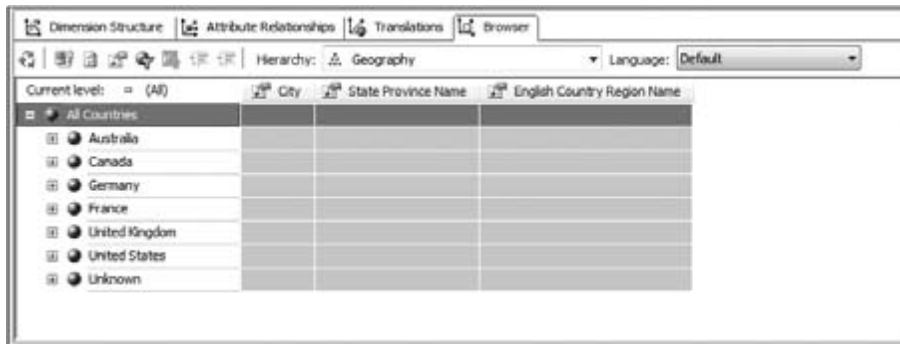 Dimension Structure Attribute Relationships Translations Browser
Hierarchy: Geography Language: Default
Current level: (All) City State Province Name English Country Region Name
All Countries
Australia
Canada
Germany
France
United Kingdom
United States
Unknown